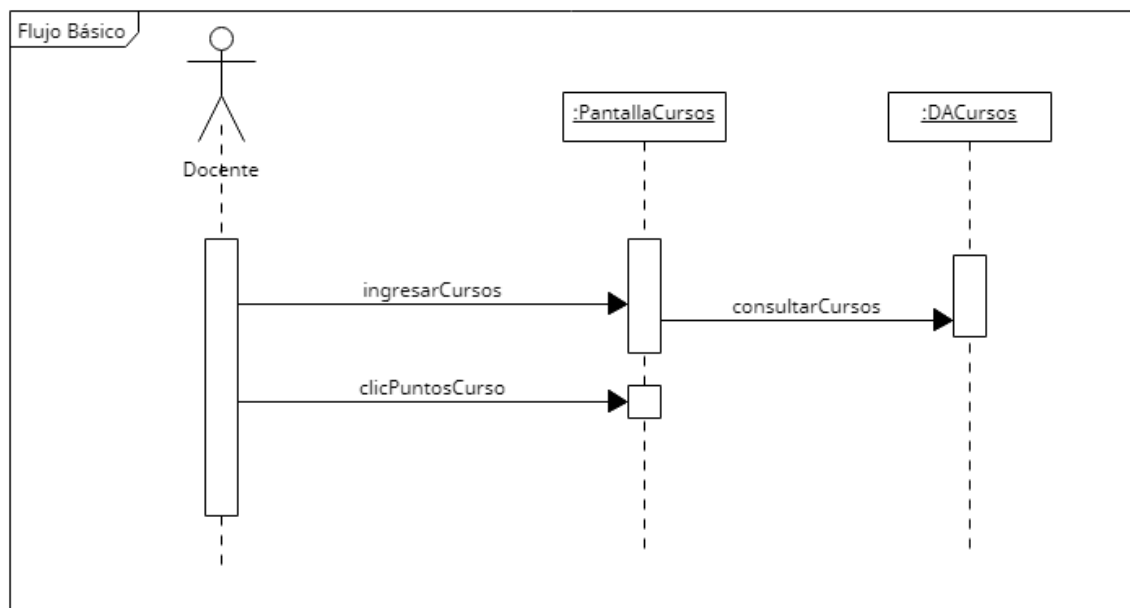 Flujo Básico
:PantallaCursos
:DACursos
Docente
ingresarCursos
consultarCursos
clicPuntosCurso